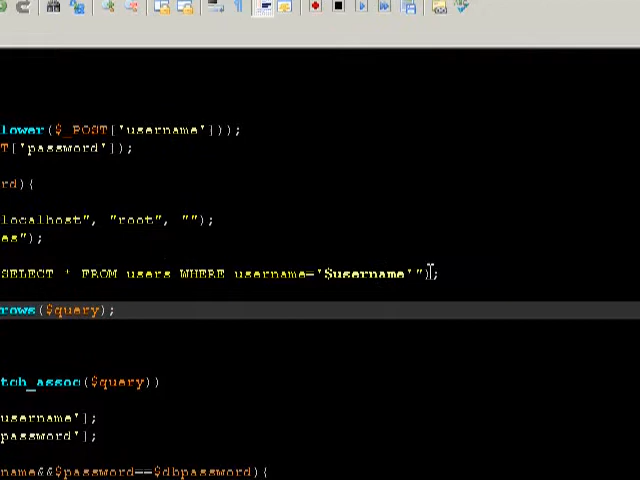 lower($_POST['username']));
T['password']);
rd){
localhost", "root", "");
es");
SELECT * FROM users WHERE username='$username'");
rows($query);
tch_assoc($query))
username'];
password'];
name&&$password==$dbpassword){